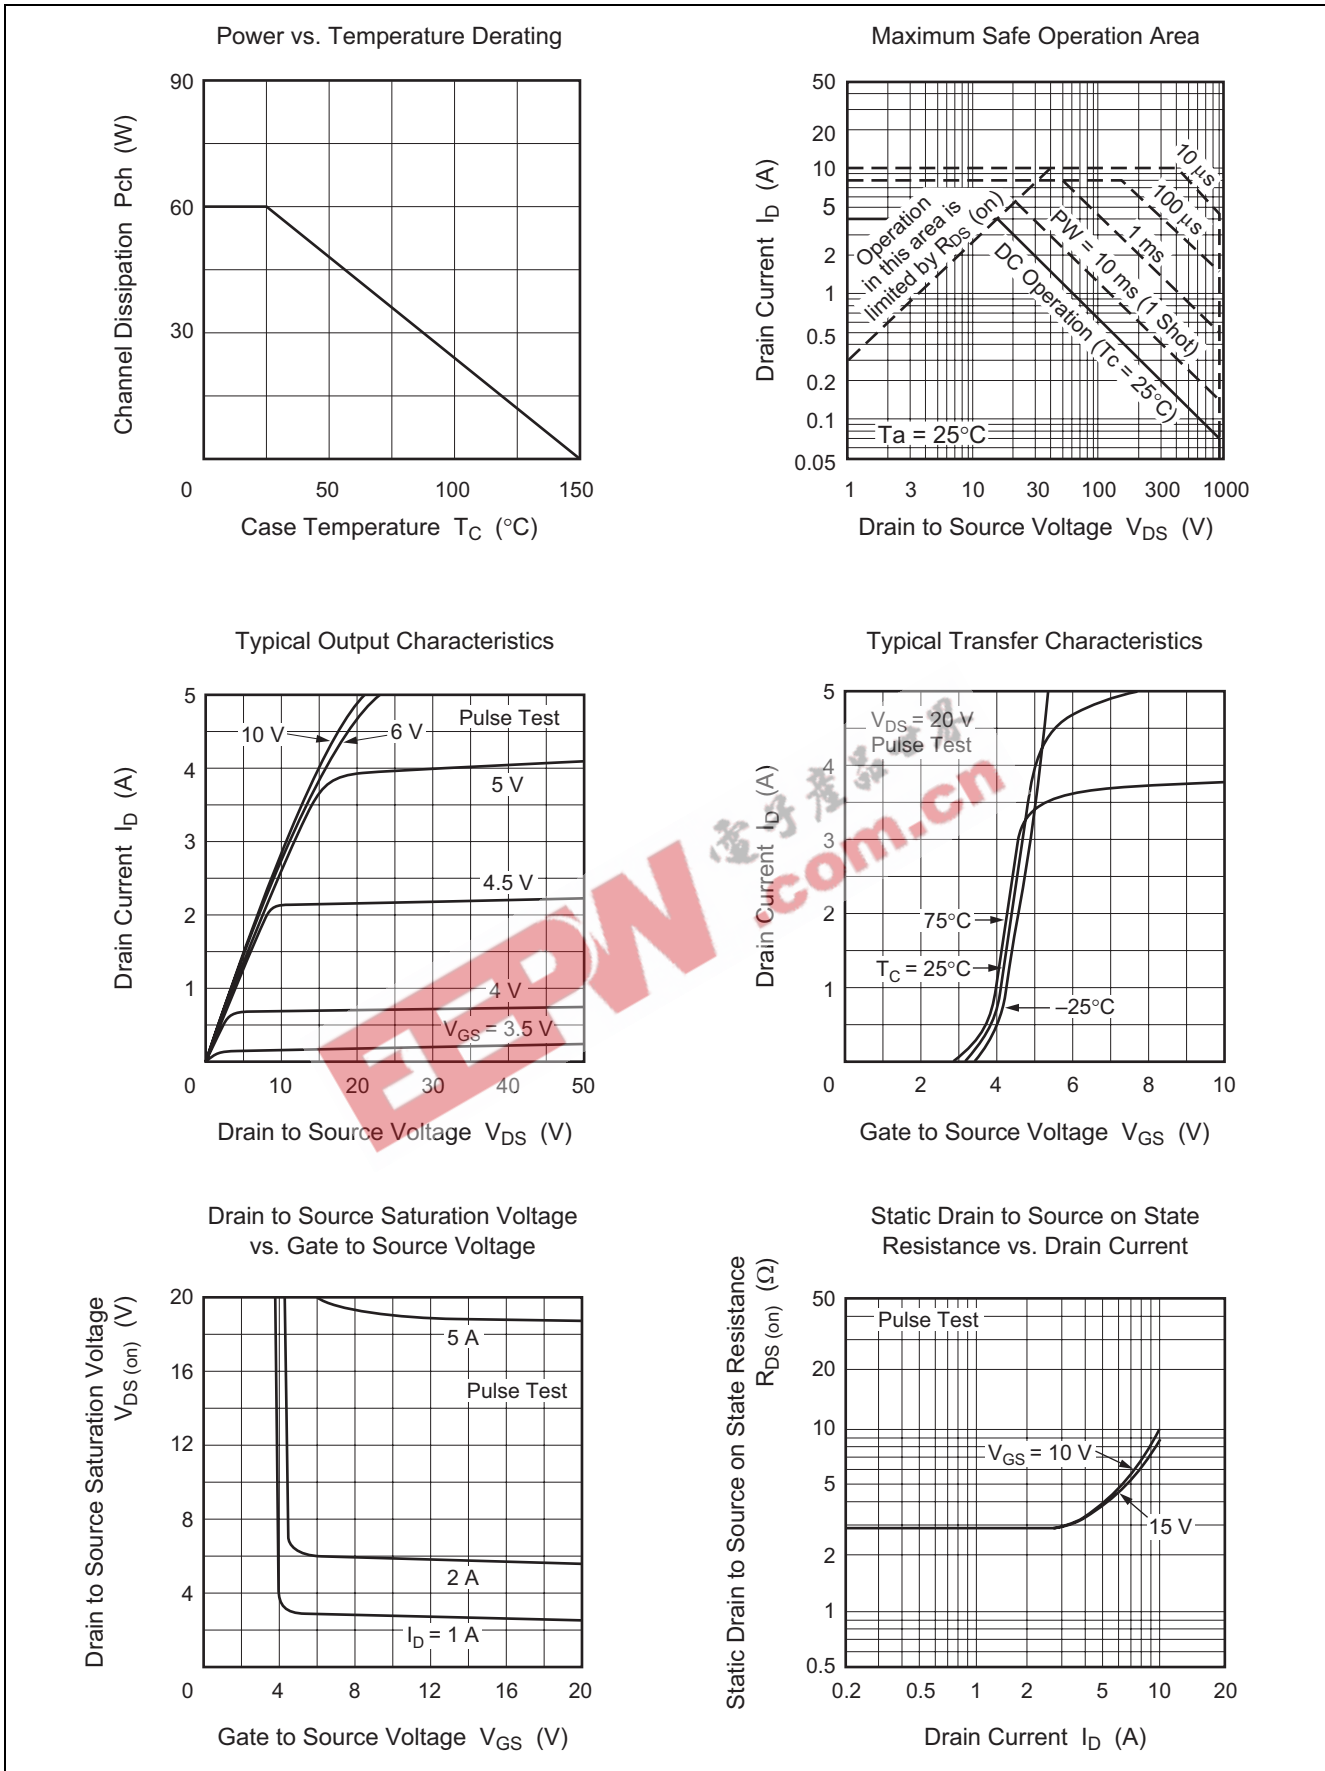 Power vs. Temperature Derating
90
60
30
0
50
100
150
Channel Dissipation Pch (W)
Case Temperature TC (°C)
Maximum Safe Operation Area
50
20
10
5
2
1
0.5
0.2
0.1
0.05
1
3
10
30
100
300
1000
Drain Current ID (A)
Drain to Source Voltage VDS (V)
Operation
in this area is
limited by RDS (on)
10 µs
100 µs
1 ms
PW = 10 ms (1 Shot)
DC Operation (Tc = 25°C)
Ta = 25°C
Typical Output Characteristics
5
4
3
2
1
0
10
20
30
40
50
Drain Current ID (A)
Drain to Source Voltage VDS (V)
Pulse Test
10 V
6 V
5 V
4.5 V
4 V
VGS = 3.5 V
Typical Transfer Characteristics
5
4
3
2
1
0
2
4
6
8
10
Drain Current ID (A)
Gate to Source Voltage VGS (V)
VDS = 20 V
Pulse Test
75°C
TC = 25°C
–25°C
EEPW
電子產品世界
.com.cn
Drain to Source Saturation Voltage
vs. Gate to Source Voltage
20
16
12
8
4
0
4
8
12
16
20
Drain to Source Saturation Voltage
VDS (on) (V)
Gate to Source Voltage VGS (V)
5 A
Pulse Test
2 A
ID = 1 A
Static Drain to Source on State
Resistance vs. Drain Current
50
20
10
5
2
1
0.5
0.2
0.5
1
2
5
10
20
Static Drain to Source on State Resistance
RDS (on) (Ω)
Drain Current ID (A)
Pulse Test
VGS = 10 V
15 V